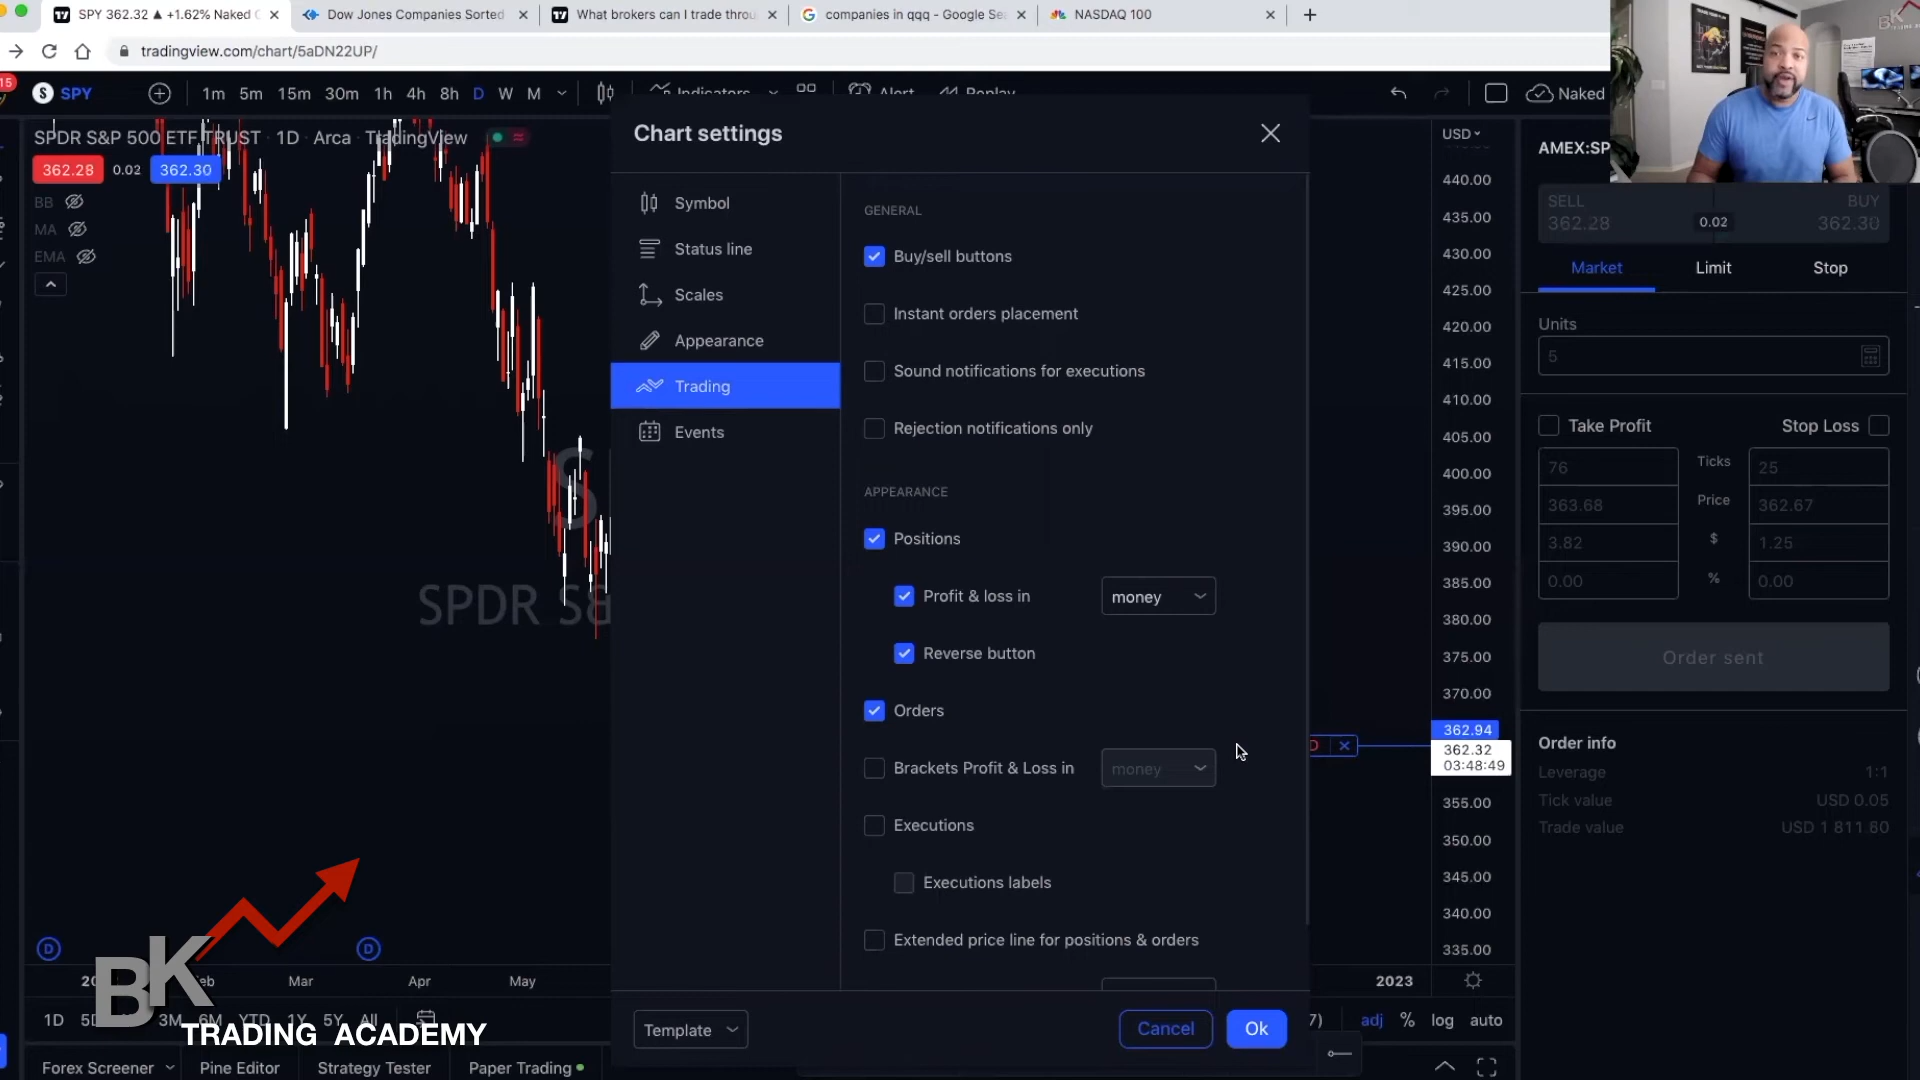 SPY 362.32 ▲ +1.62% Naked
Dow Jones Companies Sorted
What brokers can I trade throu
companies in qqq - Google Se
NASDAQ 100
tradingview.com/chart/5aDN22UP/
15
SPY
1m 5m 15m 30m 1h 4h 8h D W M
Indicators
Alert
Replay
Naked
SPDR S&P 500 ETF TRUST · 1D · Arca · TradingView
362.28 0.02 362.30
BB
MA
EMA
SPDR S&
Chart settings
Symbol
Status line
Scales
Appearance
Trading
Events
GENERAL
Buy/sell buttons
Instant orders placement
Sound notifications for executions
Rejection notifications only
APPEARANCE
Positions
Profit & loss in money
Reverse button
Orders
Brackets Profit & Loss in money
Executions
Executions labels
Extended price line for positions & orders
Template
Cancel
Ok
USD
440.00
435.00
430.00
425.00
420.00
415.00
410.00
405.00
400.00
395.00
390.00
385.00
380.00
375.00
370.00
362.94
362.32
03:48:49
355.00
350.00
345.00
340.00
335.00
AMEX:SP
SELL BUY
362.28 0.02 362.30
Market Limit Stop
Units
5
Take Profit Stop Loss
76 Ticks 25
363.68 Price 362.67
3.82 $ 1.25
0.00 % 0.00
Order sent
Order info
Leverage 1:1
Tick value USD 0.05
Trade value USD 1 811.80
D D
Mar Apr May 2023
1D 3M 6M YTD 1Y 5Y All
7) adj % log auto
BK
TRADING ACADEMY
Forex Screener Pine Editor Strategy Tester Paper Trading